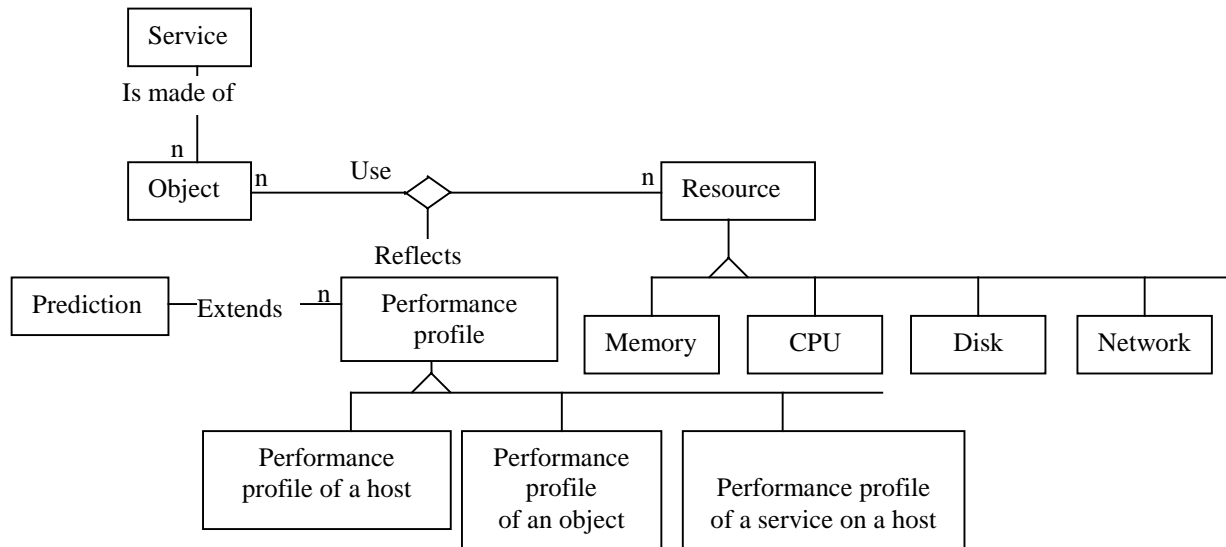 Service
Is made of
n
Object
n
Use
n
Resource
Reflects
Prediction
Extends
n
Performance
profile
Memory
CPU
Disk
Network
Performance
profile of a host
Performance
profile
of an object
Performance profile
of a service on a host